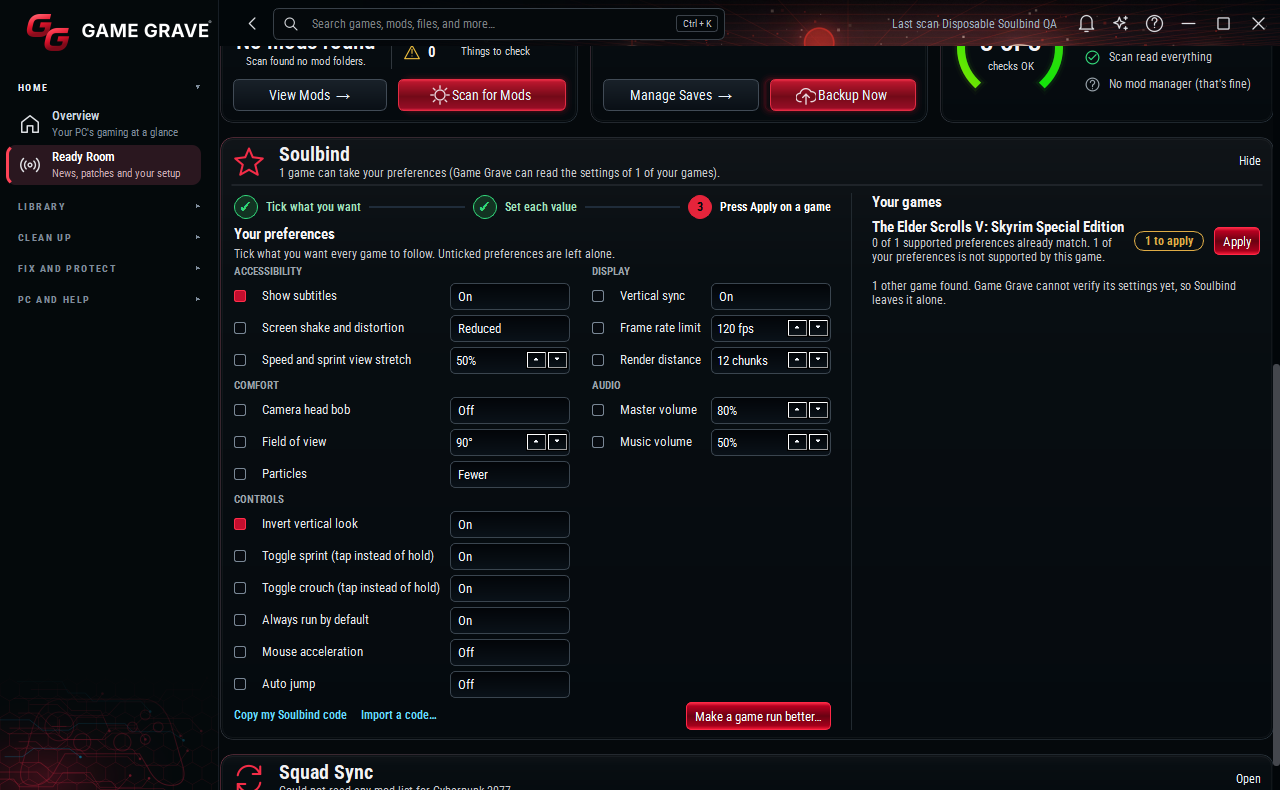 GAME GRAVE
Search games, mods, files, and more...
Ctrl + K
Last scan Disposable Soulbind QA
HOME
Overview
Your PC's gaming at a glance
Ready Room
News, patches and your setup
LIBRARY
CLEAN UP
FIX AND PROTECT
PC AND HELP
Scan found no mod folders.
0
Things to check
View Mods →
Scan for Mods
Manage Saves →
Backup Now
checks OK
Scan read everything
No mod manager (that's fine)
Soulbind
1 game can take your preferences (Game Grave can read the settings of 1 of your games).
Hide
✓ Tick what you want
✓ Set each value
3 Press Apply on a game
Your preferences
Tick what you want every game to follow. Unticked preferences are left alone.
ACCESSIBILITY
Show subtitles On
Screen shake and distortion Reduced
Speed and sprint view stretch 50%
COMFORT
Camera head bob Off
Field of view 90°
Particles Fewer
CONTROLS
Invert vertical look On
Toggle sprint (tap instead of hold) On
Toggle crouch (tap instead of hold) On
Always run by default On
Mouse acceleration Off
Auto jump Off
DISPLAY
Vertical sync On
Frame rate limit 120 fps
Render distance 12 chunks
AUDIO
Master volume 80%
Music volume 50%
Copy my Soulbind code
Import a code...
Make a game run better...
Your games
The Elder Scrolls V: Skyrim Special Edition
0 of 1 supported preferences already match. 1 of
your preferences is not supported by this game.
1 to apply
Apply
1 other game found. Game Grave cannot verify its settings yet, so Soulbind
leaves it alone.
Squad Sync
Open